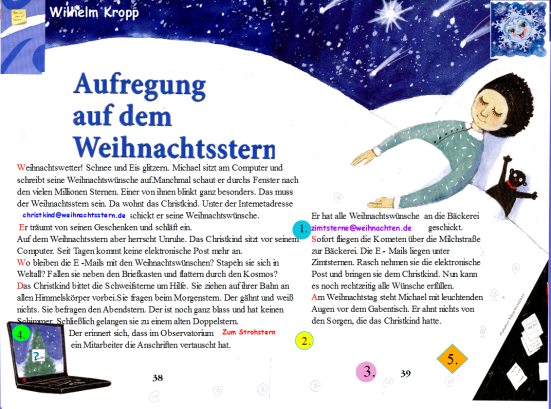 Wilhelm Kropp
Aufregung
auf dem
Weihnachtsstern
Weihnachtswetter! Schnee und Eis glitzern. Michael sitzt am Computer und
schreibt seine Weihnachtswünsche auf.Manchmal schaut er durchs Fenster nach
den vielen Millionen Sternen. Einer von ihnen blinkt ganz besonders. Das muss
der Weihnachtsstern sein. Da wohnt das Christkind. Unter der Internetadresse
christkind@weihnachtsstern.de schickt er seine Weihnachtswünsche.
Er träumt von seinen Geschenken und schläft ein.
Auf dem Weihnachtsstern aber herrscht Unruhe. Das Christkind sitzt vor seinem
Computer. Seit Tagen kommt keine elektronische Post mehr an.
Wo bleiben die E -Mails mit den Weihnachtswünschen? Stapeln sie sich in
Weltall? Fallen sie neben den Briefkasten und flattern durch den Kosmos?
Das Christkind bittet die Schweifsterne um Hilfe. Sie ziehen auf ihrer Bahn an
allen Himmelskörper vorbei.Sie fragen beim Morgenstern. Der gähnt und weiß
nichts. Sie befragen den Abendstern. Der ist noch ganz blass und hat keinen
Schimmer. Schließlich gelangen sie zu einem alten Doppelstern.
4.
Der erinnert sich, dass im Observatorium Zum Strohstern
ein Mitarbeiter die Anschriften vertauscht hat.
?
38
Er hat alle Weihnachtswünsche an die Bäckerei
1. zimtsterne@weihnachten.de geschickt.
Sofort fliegen die Kometen über die Milchstraße
zur Bäckerei. Die E - Mails liegen unter
Zimtsternen. Rasch nehmen sie die elektronische
Post und bringen sie dem Christkind. Nun kann
es noch rechtzeitig alle Wünsche erfüllen.
Am Weihnachtstag steht Michael mit leuchtenden
Augen vor dem Gabentisch. Er ahnt nichts von
den Sorgen, die das Christkind hatte.
2.
3.
39
5.